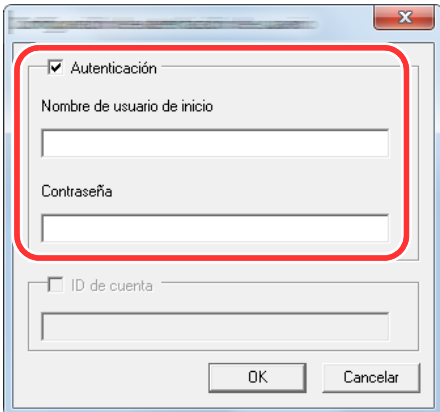 Autenticación
Nombre de usuario de inicio
Contraseña
ID de cuenta
OK
Cancelar